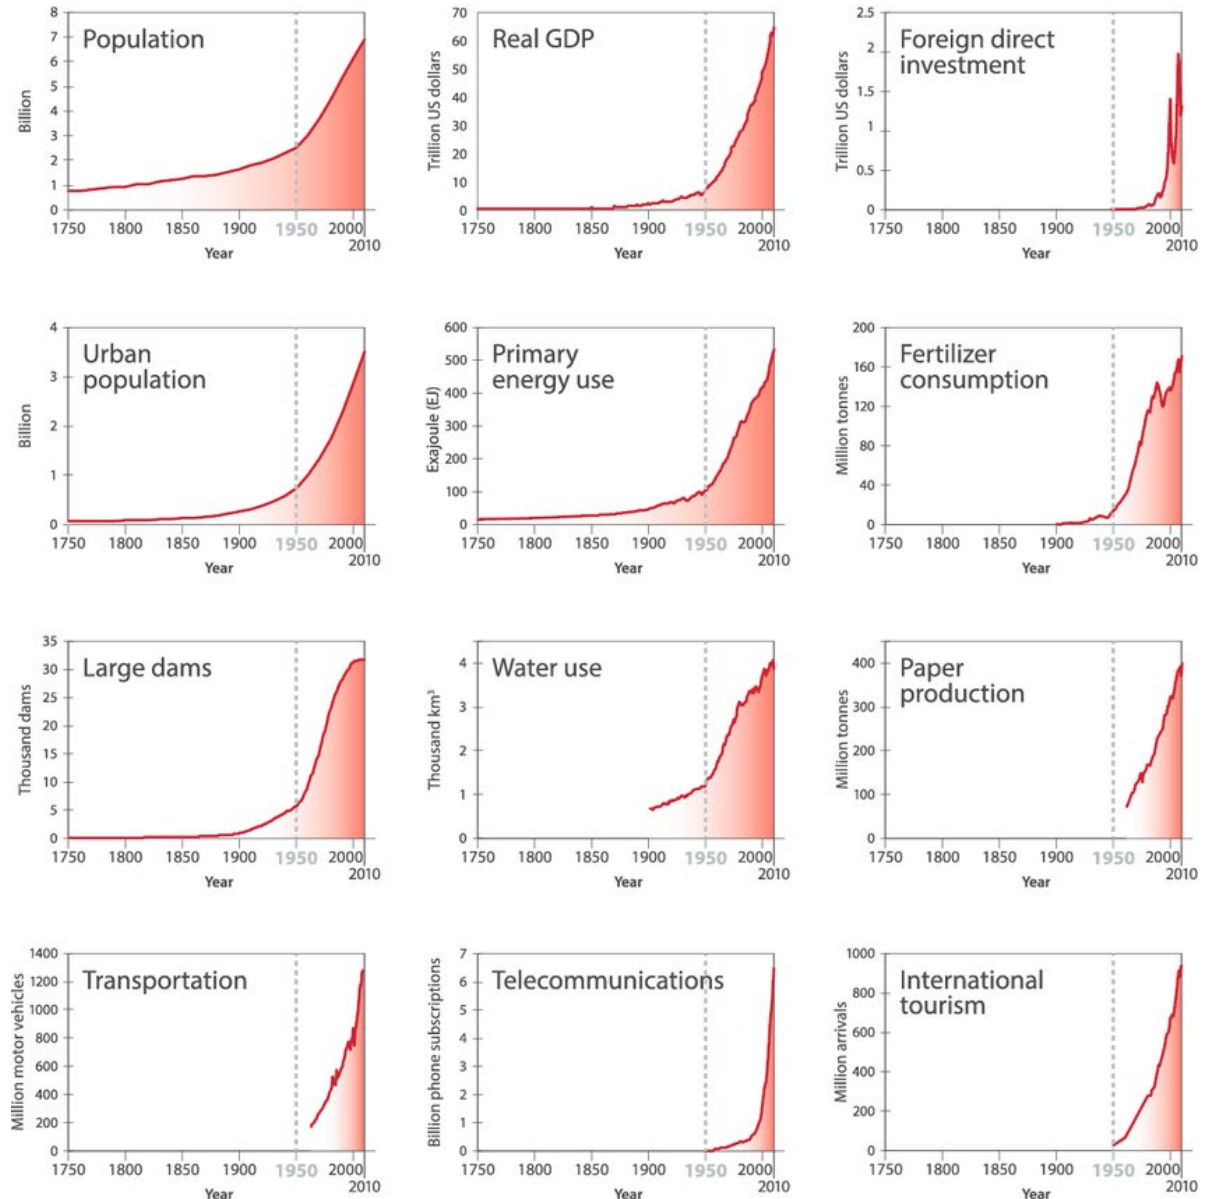 Population
Billion
8
7
6
5
4
3
2
1
0
1750 1800 1850 1900 1950 2000
2010
Year
Real GDP
Trillion US dollars
70
60
50
40
30
20
10
0
1750 1800 1850 1900 1950 2000
2010
Year
Foreign direct
investment
Trillion US dollars
2.5
2
1.5
1
0.5
0
1750 1800 1850 1900 1950 2000
2010
Year
Urban
population
Billion
4
3
2
1
0
1750 1800 1850 1900 1950 2000
2010
Year
Primary
energy use
Exajoule (EJ)
600
500
400
300
200
100
0
1750 1800 1850 1900 1950 2000
2010
Year
Fertilizer
consumption
Million tonnes
200
160
120
80
40
0
1750 1800 1850 1900 1950 2000
2010
Year
Large dams
Thousand dams
35
30
25
20
15
10
5
0
1750 1800 1850 1900 1950 2000
2010
Year
Water use
Thousand km³
4
3
2
1
0
1750 1800 1850 1900 1950 2000
2010
Year
Paper
production
Million tonnes
400
300
200
100
0
1750 1800 1850 1900 1950 2000
2010
Year
Transportation
Million motor vehicles
1400
1200
1000
800
600
400
200
0
1750 1800 1850 1900 1950 2000
2010
Year
Telecommunications
Billion phone subscriptions
7
6
5
4
3
2
1
0
1750 1800 1850 1900 1950 2000
2010
Year
International
tourism
Million arrivals
1000
800
600
400
200
0
1750 1800 1850 1900 1950 2000
2010
Year